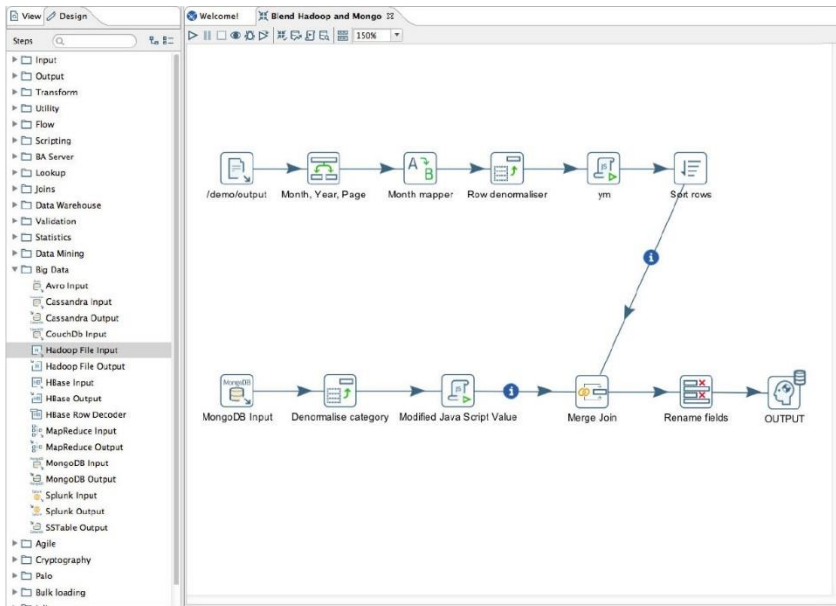 View Design
Steps
Input
Output
Transform
Utility
Flow
Scripting
BA Server
Lookup
Joins
Data Warehouse
Validation
Statistics
Data Mining
Big Data
Avro Input
Cassandra Input
Cassandra Output
CouchDb Input
Hadoop File Input
Hadoop File Output
HBase Input
HBase Output
HBase Row Decoder
MapReduce Input
MapReduce Output
MongoDB Input
MongoDB Output
Splunk Input
Splunk Output
SSTable Output
Agile
Cryptography
Palo
Bulk loading
Welcome! Blend Hadoop and Mongo
150%
A B JS
/demo/output Month, Year, Page Month mapper Row denormaliser ym Sort rows
i
MongoDB JS i
MongoDB Input Denormalise category Modified Java Script Value Merge Join Rename fields OUTPUT